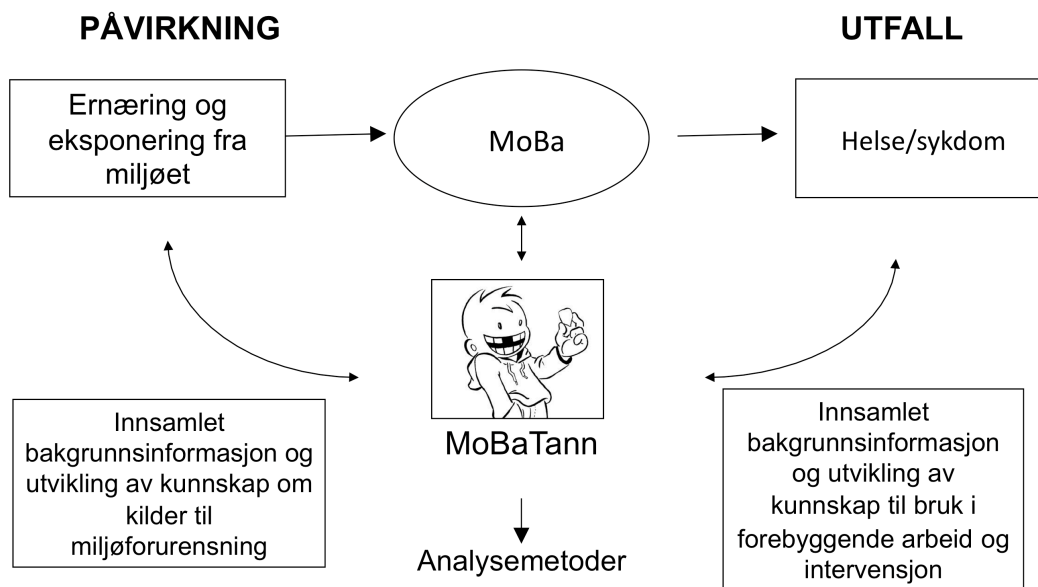 PÅVIRKNING
UTFALL
Ernæring og
eksponering fra
miljøet
MoBa
Helse/sykdom
MoBaTann
Innsamlet
bakgrunnsinformasjon og
utvikling av kunnskap om
kilder til
miljøforurensning
Innsamlet
bakgrunnsinformasjon
og utvikling av
kunnskap til bruk i
forebyggende arbeid og
intervensjon
Analysemetoder